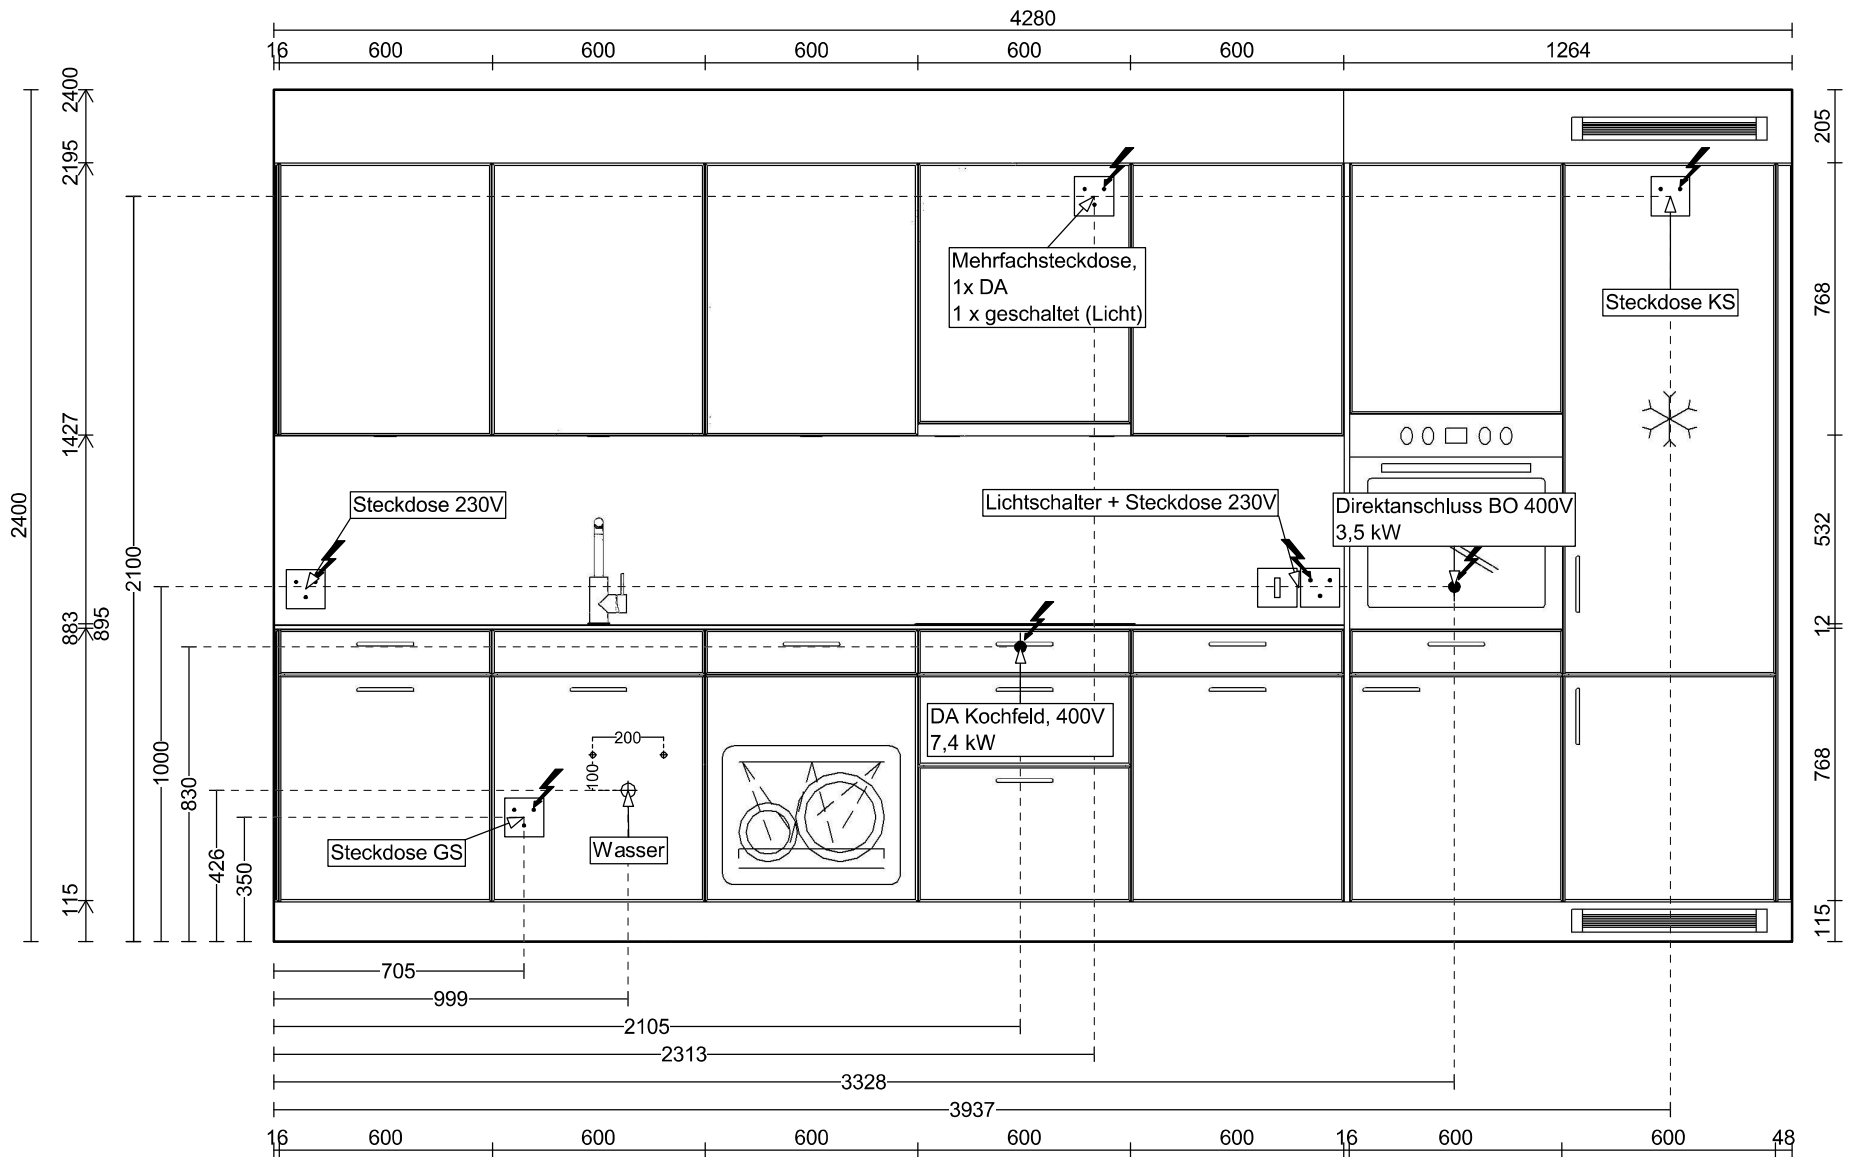 4280
16 600 600 600 600 600 1264
2400
2195
1427
883
895
115
2400
2100
1000
830
426
350
205
768
532
12
768
115
Mehrfachsteckdose,
1x DA
1 x geschaltet (Licht)
Steckdose KS
Steckdose 230V
Lichtschalter + Steckdose 230V
Direktanschluss BO 400V
3,5 kW
DA Kochfeld, 400V
7,4 kW
200
100
Steckdose GS
Wasser
705
999
2105
2313
3328
3937
16 600 600 600 600 600 16 600 600 48